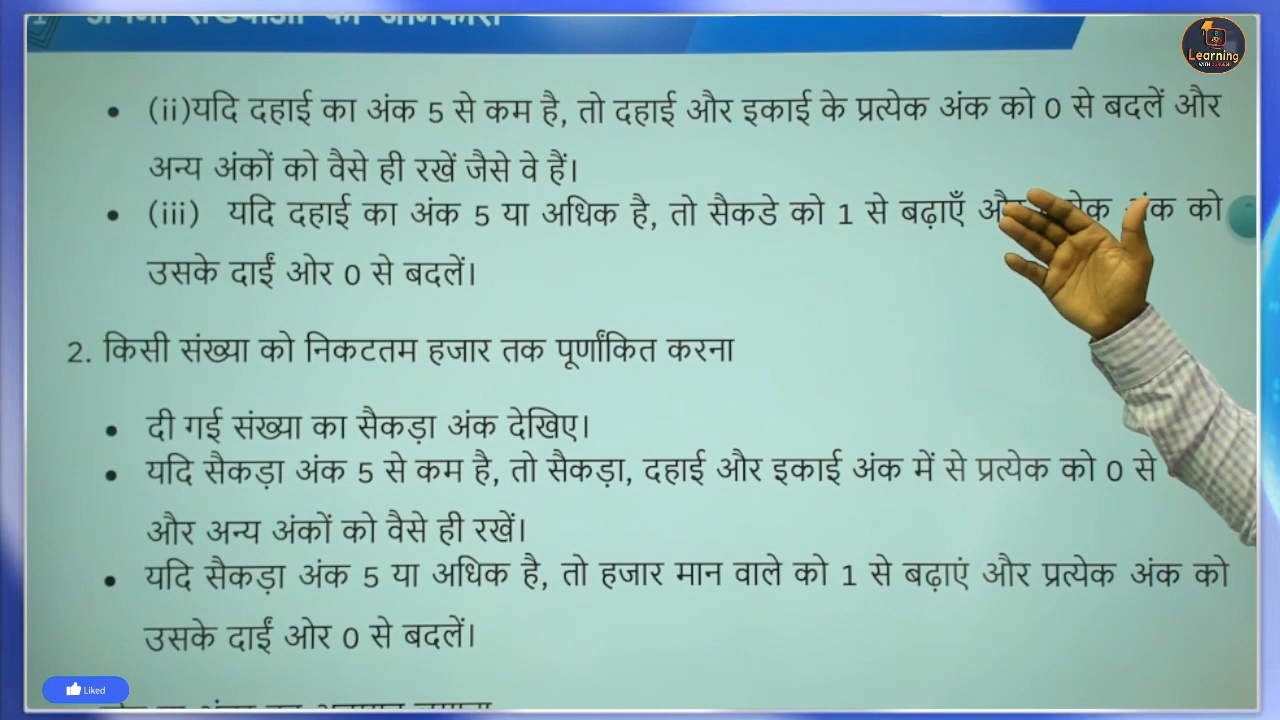 1 अपनी संख्याओं की जानकारी
Learning
• (ii)यदि दहाई का अंक 5 से कम है, तो दहाई और इकाई के प्रत्येक अंक को 0 से बदलें और
अन्य अंकों को वैसे ही रखें जैसे वे हैं।
• (iii) यदि दहाई का अंक 5 या अधिक है, तो सैकडे को 1 से बढ़ाएँ को
उसके दाईं ओर 0 से बदलें।
2. किसी संख्या को निकटतम हजार तक पूर्णांकित करना
• दी गई संख्या का सैकड़ा अंक देखिए।
• यदि सैकड़ा अंक 5 से कम है, तो सैकड़ा, दहाई और इकाई अंक में से प्रत्येक को 0 से
और अन्य अंकों को वैसे ही रखें।
• यदि सैकड़ा अंक 5 या अधिक है, तो हजार मान वाले को 1 से बढ़ाएं और प्रत्येक अंक को
उसके दाईं ओर 0 से बदलें।
Liked